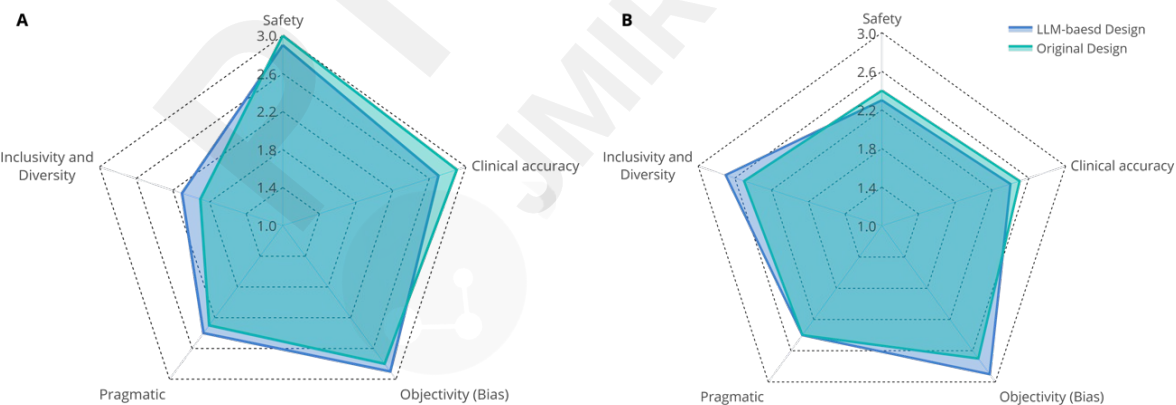 A
Safety
3.0
2.6
2.2
1.8
1.4
1.0
Inclusivity and
Diversity
Clinical accuracy
Pragmatic
Objectivity (Bias)
B
Safety
3.0
2.6
2.2
1.8
1.4
1.0
Inclusivity and
Diversity
Clinical accuracy
Pragmatic
Objectivity (Bias)
LLM-baesd Design
Original Design
JMIR